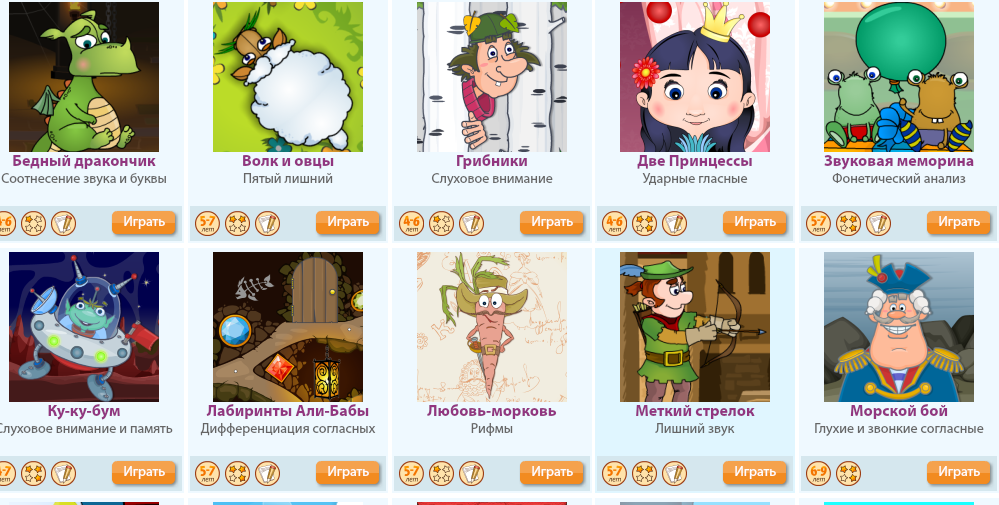 Бедный дракончик
Соотнесение звука и буквы
Волк и овцы
Пятый лишний
Грибники
Слуховое внимание
Две Принцессы
Ударные гласные
Звуковая меморина
Фонетический анализ
4-6 лет
Играть
5-7 лет
Играть
4-6 лет
Играть
4-6 лет
Играть
5-7 лет
Играть
Ку-ку-бум
Слуховое внимание и память
Лабиринты Али-Бабы
Дифференциация согласных
Любовь-морковь
Рифмы
Меткий стрелок
Лишний звук
Морской бой
Глухие и звонкие согласные
-7 лет
Играть
5-7 лет
Играть
5-7 лет
Играть
5-7 лет
Играть
6-9 лет
Играть